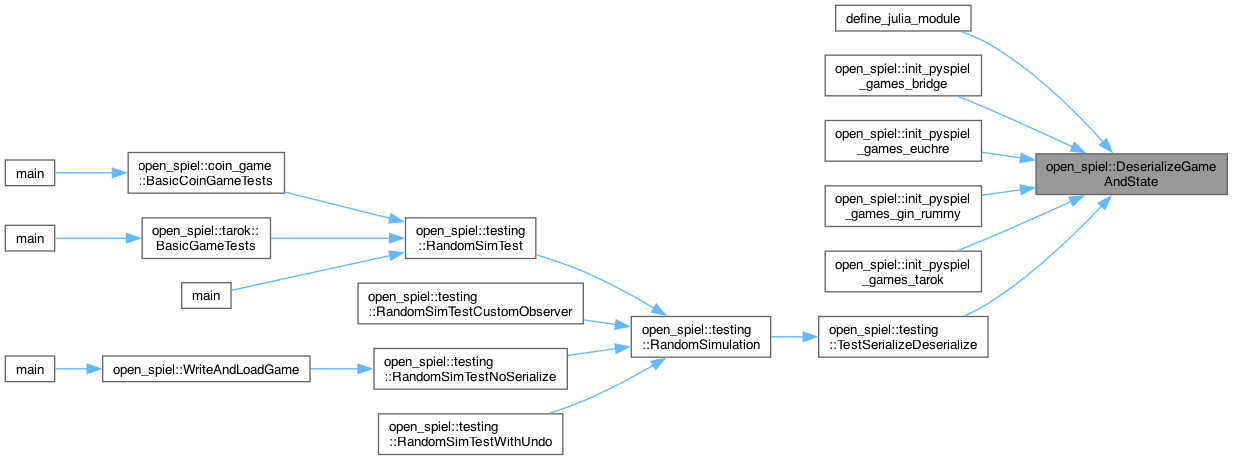 define_julia_module
open_spiel::init_pyspiel
_games_bridge
open_spiel::init_pyspiel
_games_euchre
open_spiel::DeserializeGame
AndState
open_spiel::init_pyspiel
_games_gin_rummy
open_spiel::init_pyspiel
_games_tarok
open_spiel::testing
::TestSerializeDeserialize
open_spiel::testing
::RandomSimulation
open_spiel::testing
::RandomSimTest
open_spiel::coin_game
::BasicCoinGameTests
main
open_spiel::tarok::
BasicGameTests
main
main
open_spiel::testing
::RandomSimTestCustomObserver
open_spiel::testing
::RandomSimTestNoSerialize
open_spiel::WriteAndLoadGame
main
open_spiel::testing
::RandomSimTestWithUndo